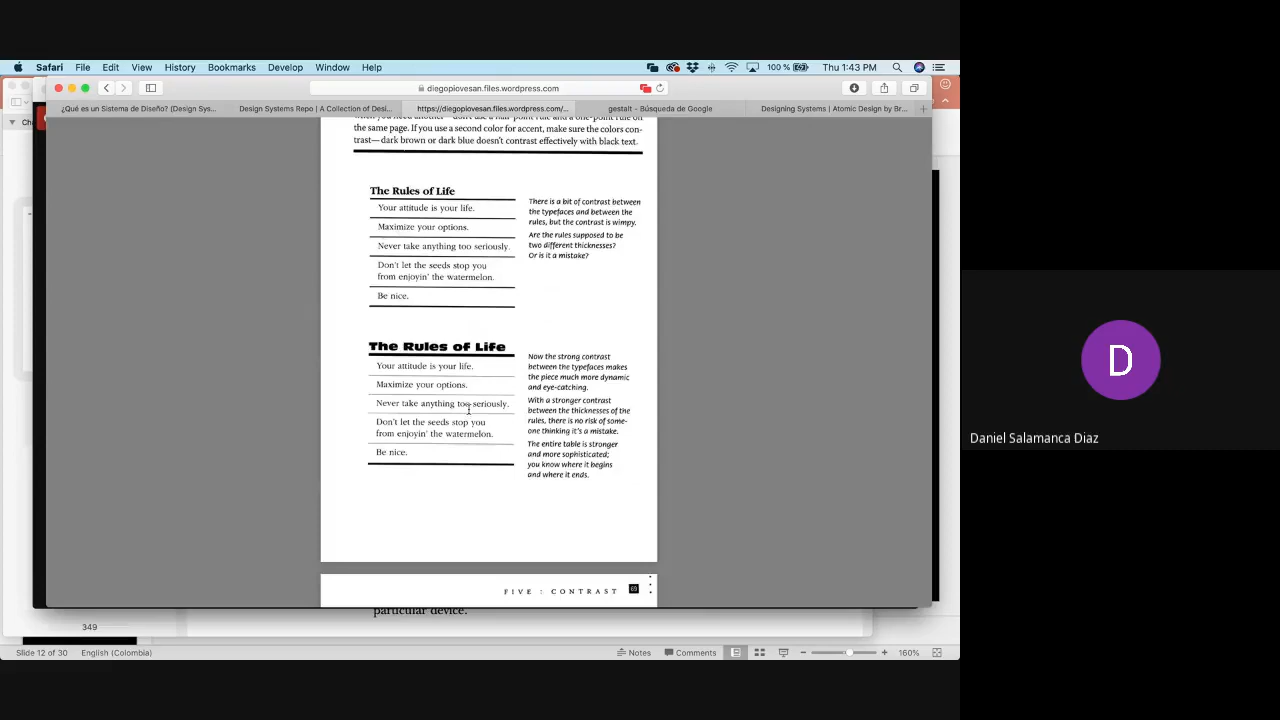 Safari File Edit View History Bookmarks Develop Window Help 100 % Thu 1:43 PM
diegopiovesan.files.wordpress.com
¿Qué es un Sistema de Diseño? (Design Sys... Design Systems Repo | A Collection of Desi... https://diegopiovesan.files.wordpress.com/... gestalt - Búsqueda de Google Designing Systems | Atomic Design by Br...
the same page. If you use a second color for accent, make sure the colors con-
trast—dark brown or dark blue doesn't contrast effectively with black text.
The Rules of Life
Your attitude is your life.
Maximize your options.
Never take anything too seriously.
Don't let the seeds stop you
from enjoyin' the watermelon.
Be nice.
There is a bit of contrast between
the typefaces and between the
rules, but the contrast is wimpy.
Are the rules supposed to be
two different thicknesses?
Or is it a mistake?
The Rules of Life
Your attitude is your life.
Maximize your options.
Never take anything too seriously.
Don't let the seeds stop you
from enjoyin' the watermelon.
Be nice.
Now the strong contrast
between the typefaces makes
the piece much more dynamic
and eye-catching.
With a stronger contrast
between the thicknesses of the
rules, there is no risk of some-
one thinking it's a mistake.
The entire table is stronger
and more sophisticated;
you know where it begins
and where it ends.
FIVE : CONTRAST 69
particular device.
349
Slide 12 of 30 English (Colombia) Notes Comments 160%
D
Daniel Salamanca Diaz